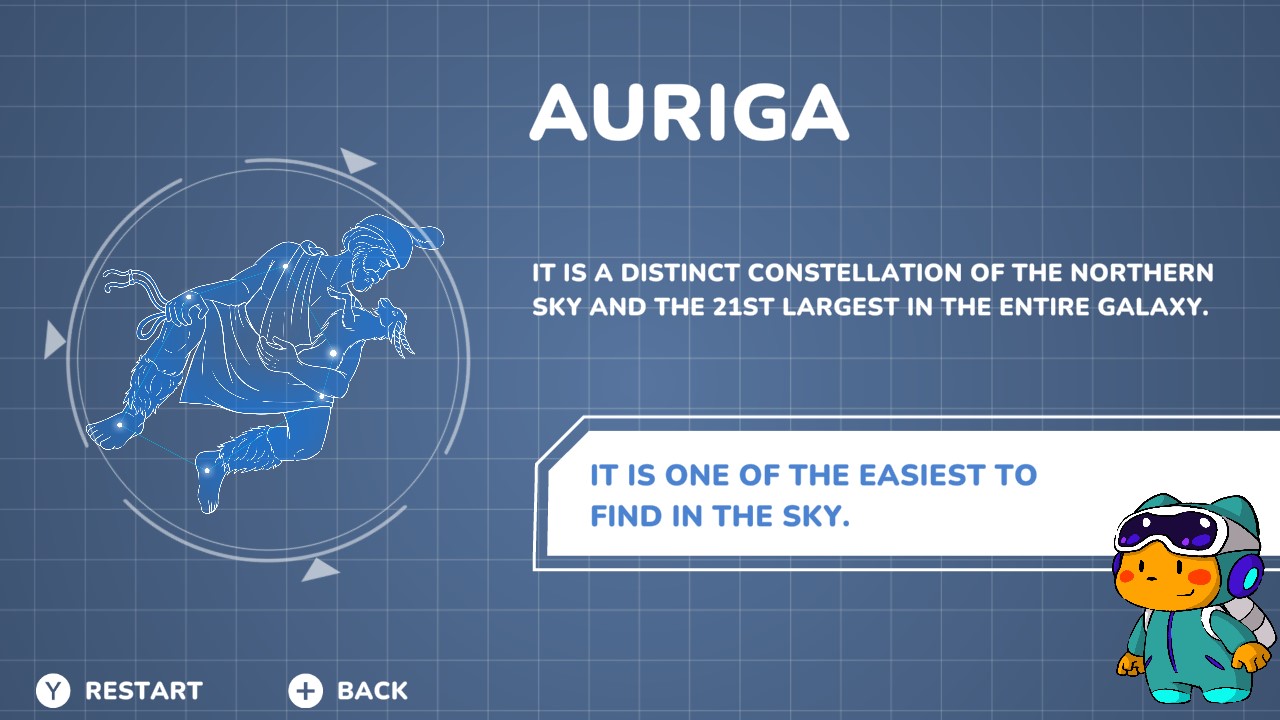 AURIGA
IT IS A DISTINCT CONSTELLATION OF THE NORTHERN
SKY AND THE 21ST LARGEST IN THE ENTIRE GALAXY.
IT IS ONE OF THE EASIEST TO
FIND IN THE SKY.
Y RESTART
+ BACK